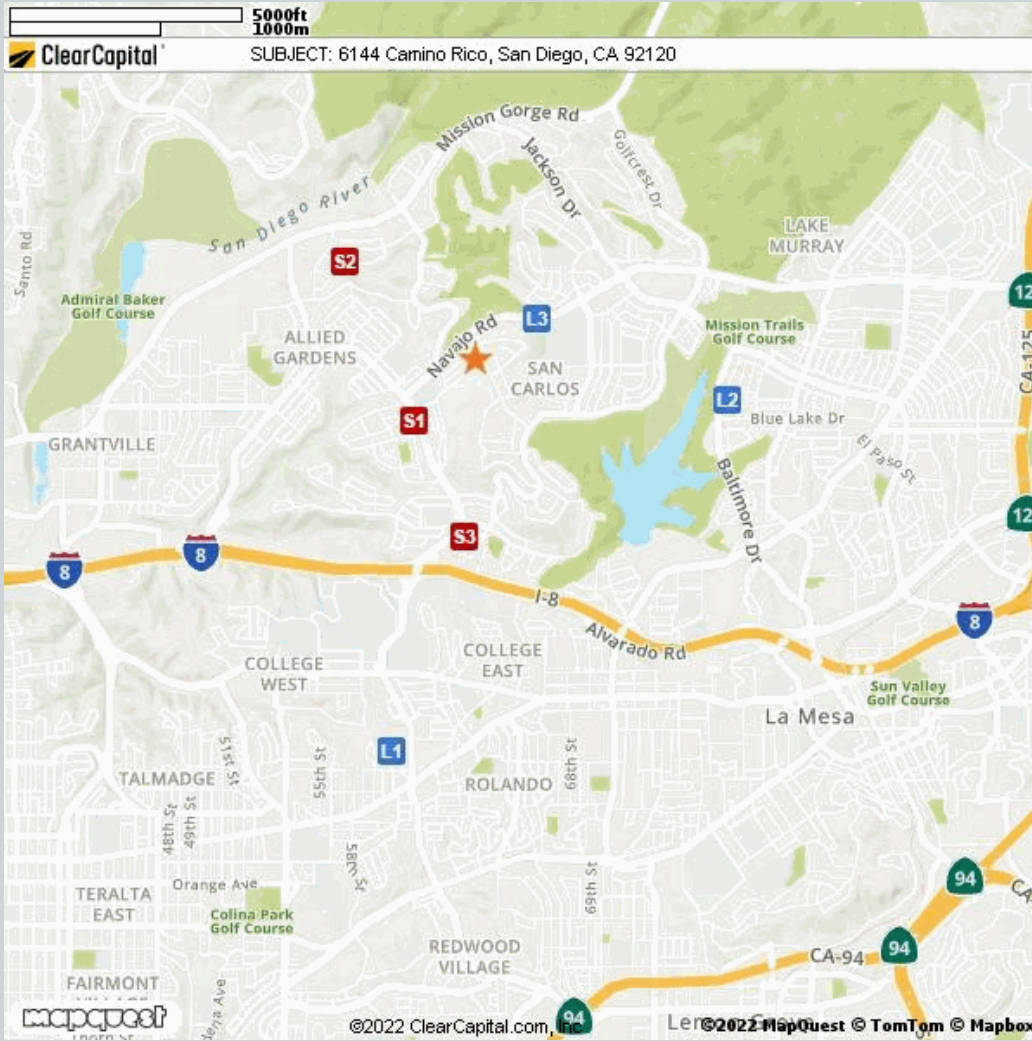 5000ft
1000m
ClearCapital
SUBJECT: 6144 Camino Rico, San Diego, CA 92120
Mission Gorge Rd
Jackson Dr
Golfcrest Dr
San Diego River
Santo Rd
LAKE
MURRAY
S2
12
Admiral Baker
Golf Course
L3
Navajo Rd
Mission Trails
Golf Course
ALLIED
GARDENS
CA-125
SAN
CARLOS
L2
S1
Blue Lake Dr
GRANTVILLE
El Paso St
Baltimore Dr
12
S3
8
8
I-8
8
Alvarado Rd
COLLEGE
WEST
COLLEGE
EAST
Sun Valley
Golf Course
La Mesa
L1
51st St
55th St
68th St
TALMADGE
ROLANDO
48th St
49th St
58th St
69th St
Orange Ave
94
CA-
TERALTA
EAST
Colina Park
Golf Course
REDWOOD
VILLAGE
94
CA-94
FAIRMONT
VILLAGE
mapquest
94
©2022 ClearCapital.com, Inc
©2022 MapQuest © TomTom © Mapbox